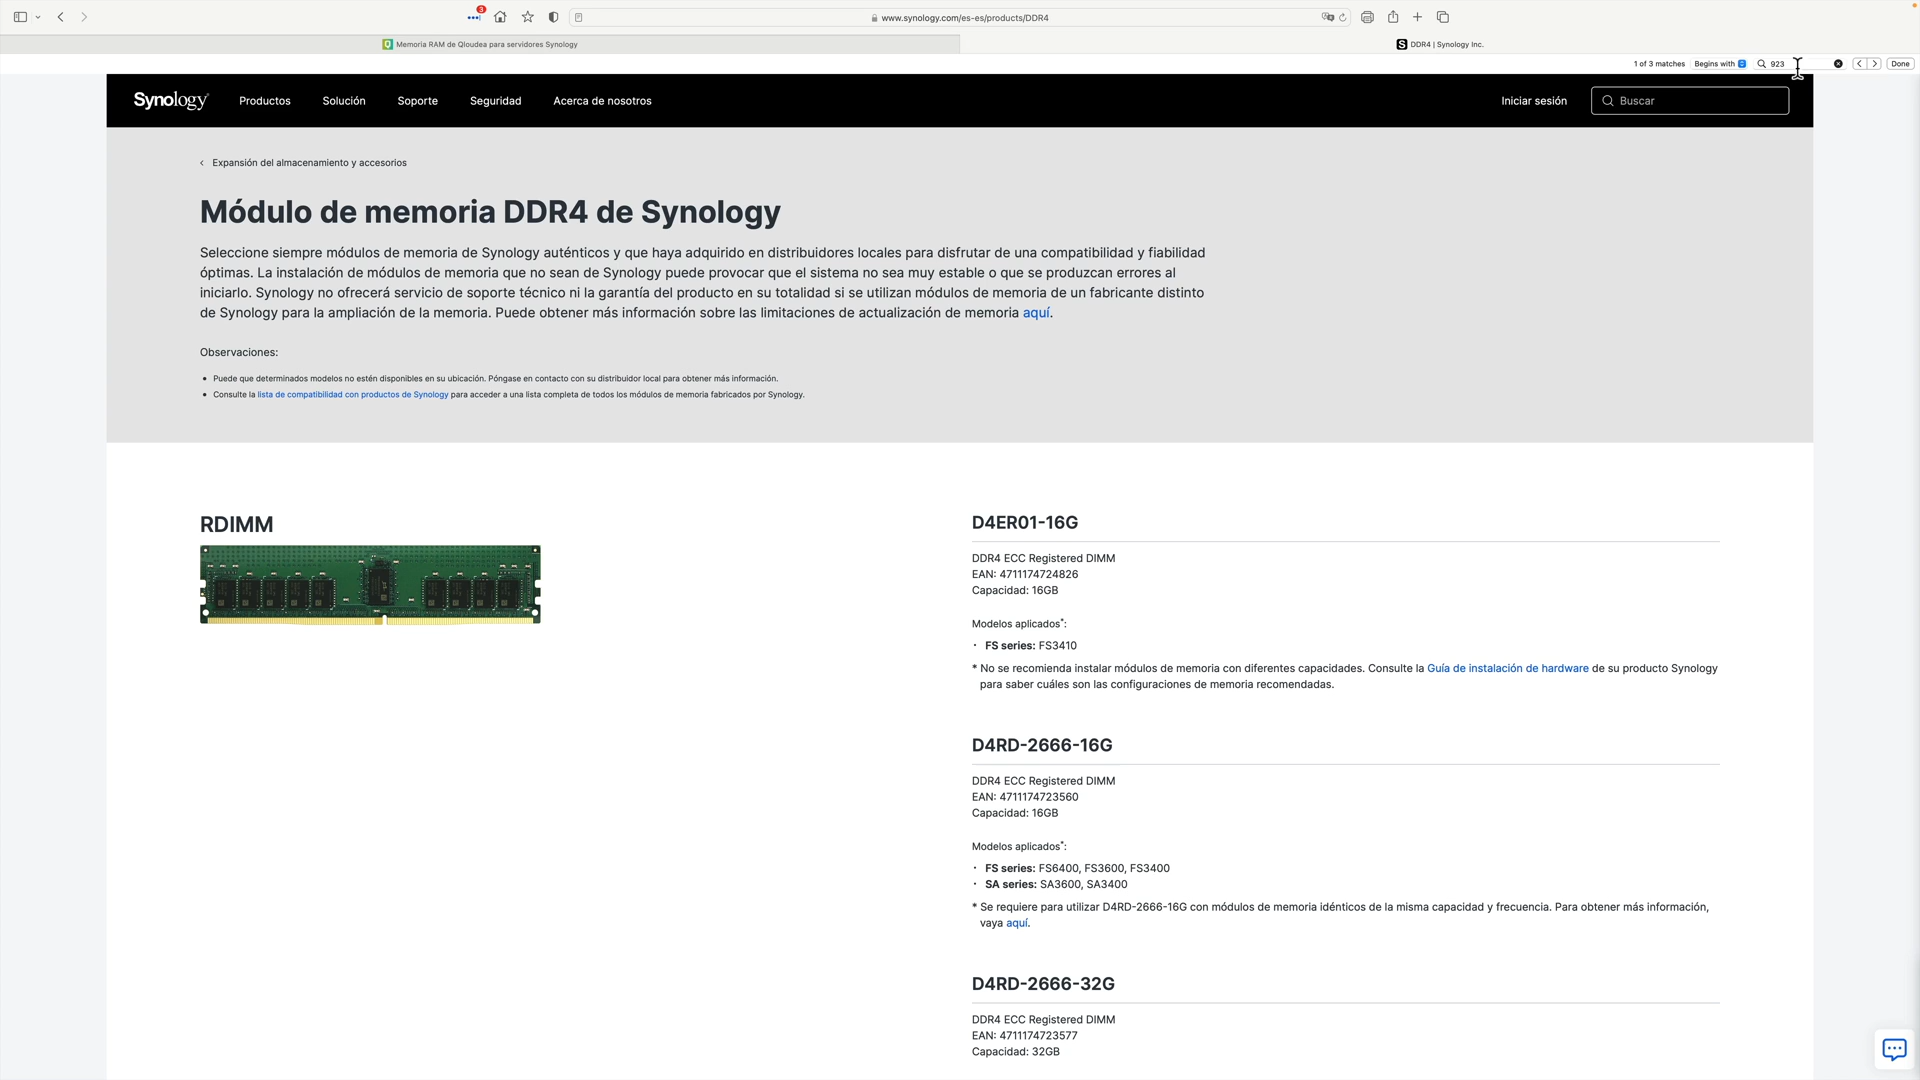 3
www.synology.com/es-es/products/DDR4
Memoria RAM de Qloudea para servidores Synology
DDR4 | Synology Inc.
1 of 3 matches
Begins with
923
Done
Synology
Productos
Solución
Soporte
Seguridad
Acerca de nosotros
Iniciar sesión
Buscar
Expansión del almacenamiento y accesorios
Módulo de memoria DDR4 de Synology
Seleccione siempre módulos de memoria de Synology auténticos y que haya adquirido en distribuidores locales para disfrutar de una compatibilidad y fiabilidad
óptimas. La instalación de módulos de memoria que no sean de Synology puede provocar que el sistema no sea muy estable o que se produzcan errores al
iniciarlo. Synology no ofrecerá servicio de soporte técnico ni la garantía del producto en su totalidad si se utilizan módulos de memoria de un fabricante distinto
de Synology para la ampliación de la memoria. Puede obtener más información sobre las limitaciones de actualización de memoria aquí.
Observaciones:
• Puede que determinados modelos no estén disponibles en su ubicación. Póngase en contacto con su distribuidor local para obtener más información.
• Consulte la lista de compatibilidad con productos de Synology para acceder a una lista completa de todos los módulos de memoria fabricados por Synology.
RDIMM
D4ER01-16G
DDR4 ECC Registered DIMM
EAN: 4711174724826
Capacidad: 16GB
Modelos aplicados*:
· FS series: FS3410
* No se recomienda instalar módulos de memoria con diferentes capacidades. Consulte la Guía de instalación de hardware de su producto Synology
para saber cuáles son las configuraciones de memoria recomendadas.
D4RD-2666-16G
DDR4 ECC Registered DIMM
EAN: 4711174723560
Capacidad: 16GB
Modelos aplicados*:
· FS series: FS6400, FS3600, FS3400
· SA series: SA3600, SA3400
* Se requiere para utilizar D4RD-2666-16G con módulos de memoria idénticos de la misma capacidad y frecuencia. Para obtener más información,
vaya aquí.
D4RD-2666-32G
DDR4 ECC Registered DIMM
EAN: 4711174723577
Capacidad: 32GB